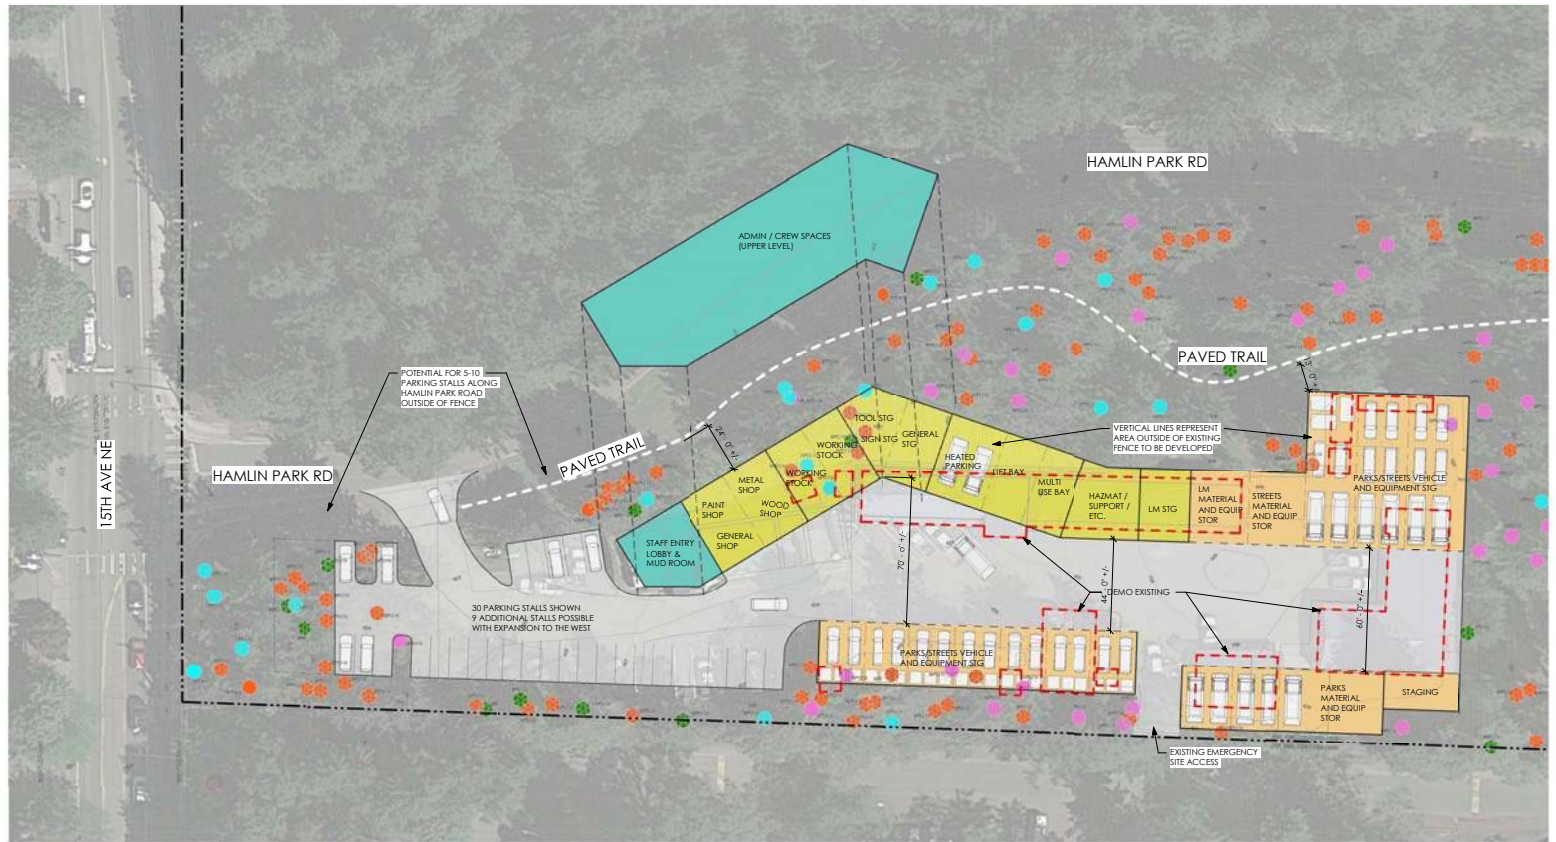 HAMLIN PARK RD
ADMIN / CREW SPACES
(UPPER LEVEL)
PAVED TRAIL
13' - 0" +/-
POTENTIAL FOR 5-10
PARKING STALLS ALONG
HAMLIN PARK ROAD
OUTSIDE OF FENCE
VERTICAL LINES REPRESENT
AREA OUTSIDE OF EXISTING
FENCE TO BE DEVELOPED
15TH AVE NE
HAMLIN PARK RD
PAVED TRAIL
24' - 0" +/-
TOOL STG
SIGN STG
GENERAL
STG
WORKING
STOCK
WORKING
STOCK
METAL
SHOP
WOOD
SHOP
PAINT
SHOP
GENERAL
SHOP
STAFF ENTRY
LOBBY &
MUD ROOM
HEATED
PARKING
LIFT BAY
MULTI
USE BAY
HAZMAT /
SUPPORT /
ETC.
LM STG
LM
MATERIAL
AND EQUIP
STOR
STREETS
MATERIAL
AND EQUIP
STOR
PARKS/STREETS VEHICLE
AND EQUIPMENT STG
70' - 0" +/-
44' - 0" +/-
60' - 0" +/-
DEMO EXISTING
30 PARKING STALLS SHOWN
9 ADDITIONAL STALLS POSSIBLE
WITH EXPANSION TO THE WEST
PARKS/STREETS VEHICLE
AND EQUIPMENT STG
PARKS
MATERIAL
AND EQUIP
STOR
STAGING
EXISTING EMERGENCY
SITE ACCESS